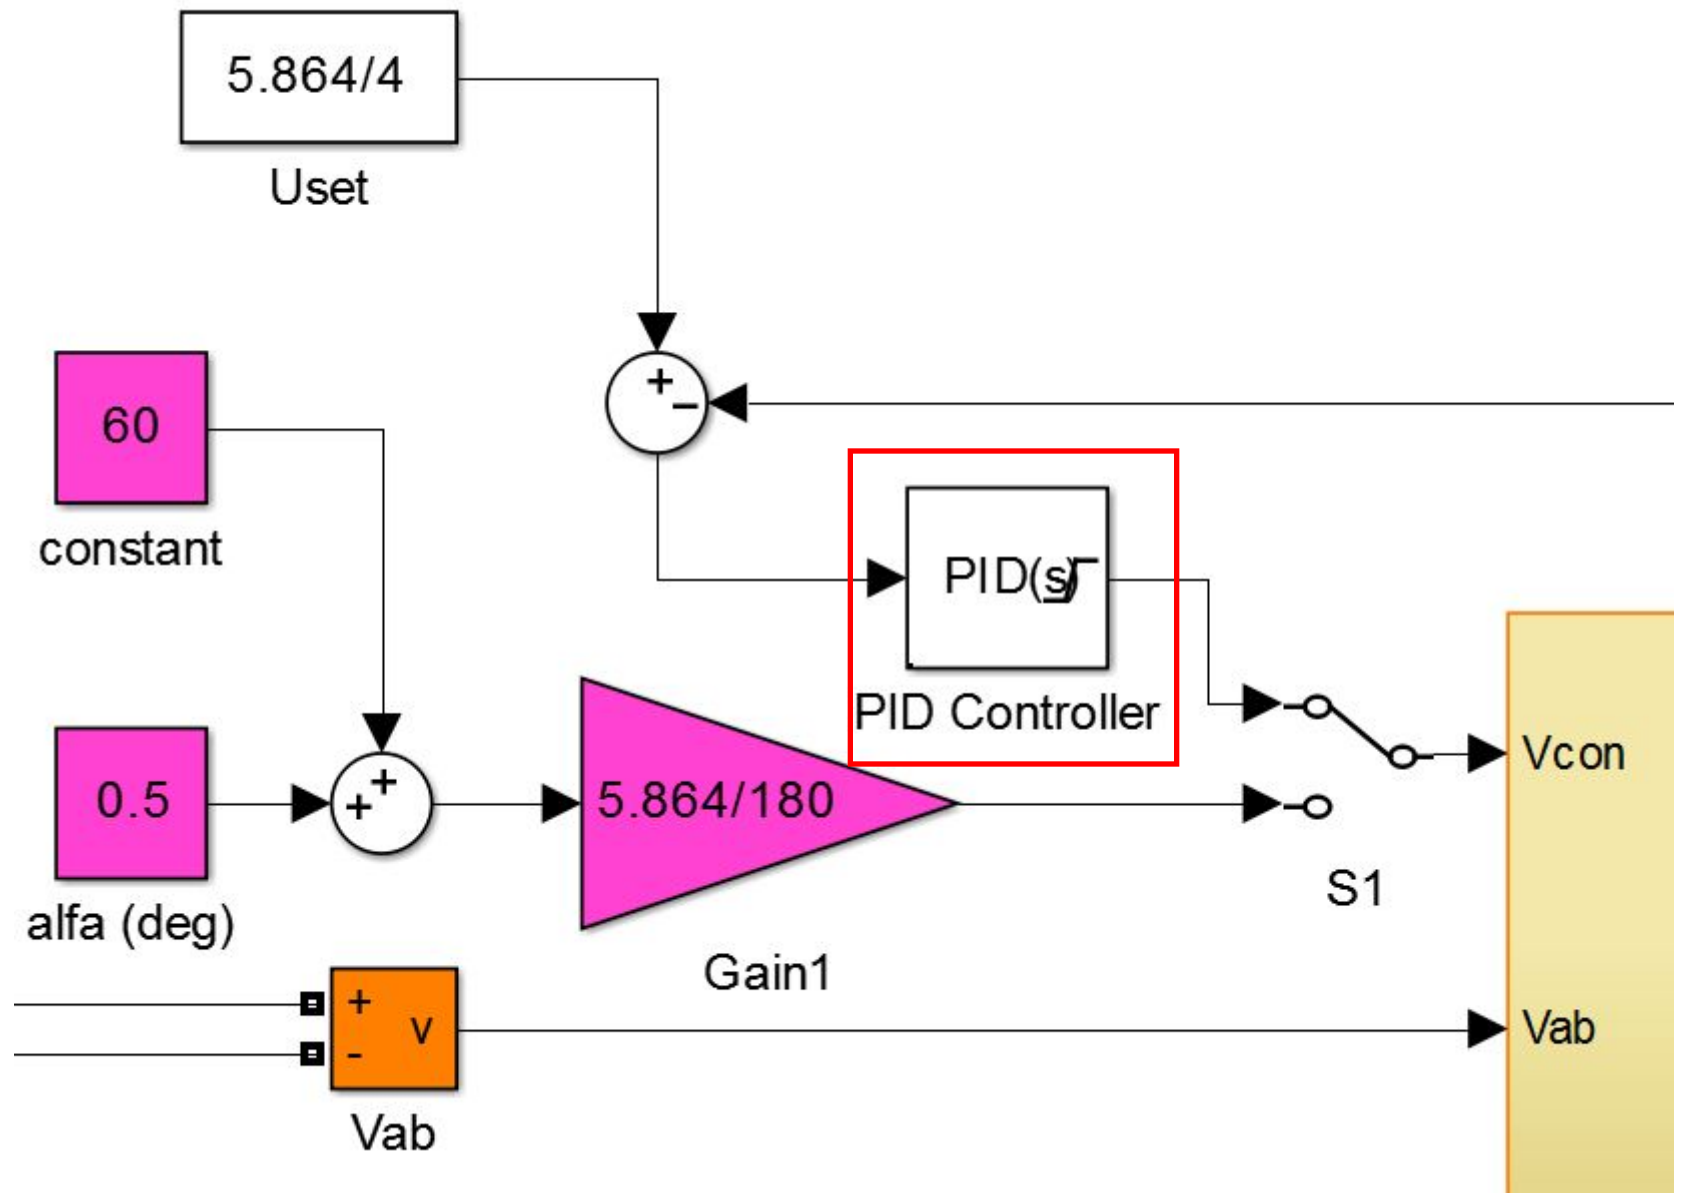 5.864/4
Uset
+
−
60
constant
PID(s)
PID Controller
0.5
alfa (deg)
+
+
5.864/180
Gain1
S1
Vcon
Vab
+
-
v
Vab